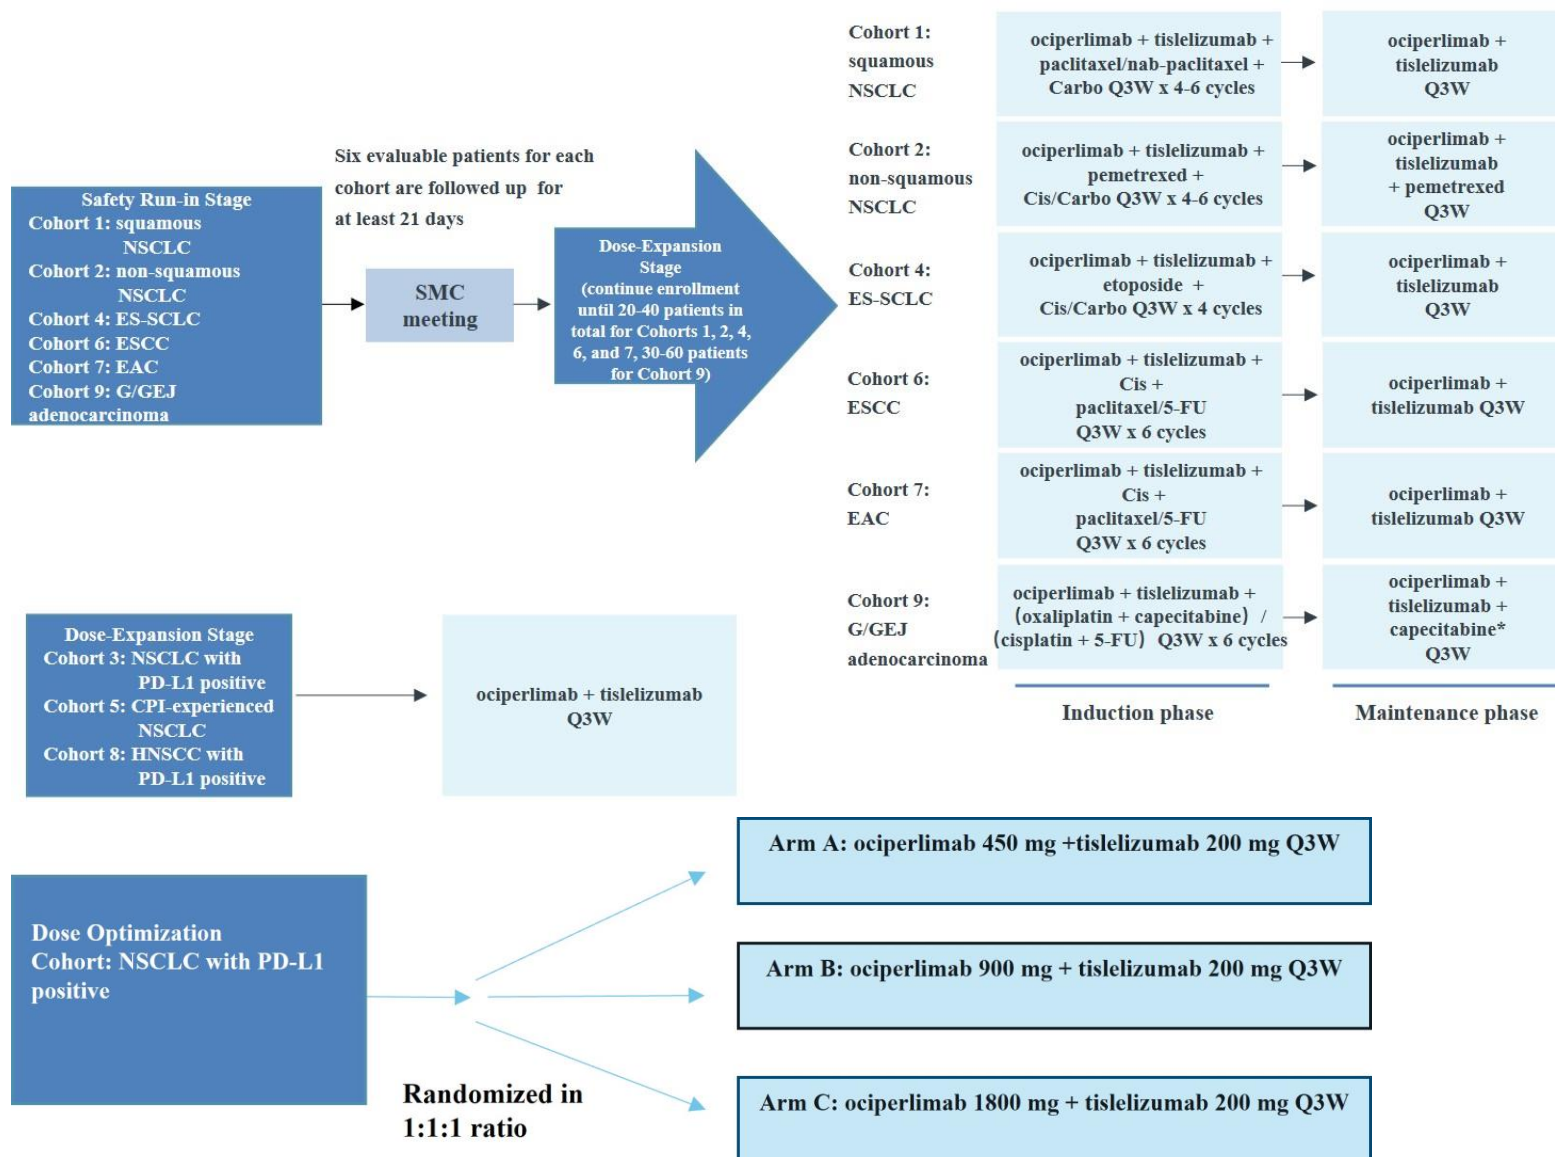 Safety Run-in Stage
Cohort 1: squamous
NSCLC
Cohort 2: non-squamous
NSCLC
Cohort 4: ES-SCLC
Cohort 6: ESCC
Cohort 7: EAC
Cohort 9: G/GEJ
adenocarcinoma
Six evaluable patients for each
cohort are followed up for
at least 21 days
SMC
meeting
Dose-Expansion
Stage
(continue enrollment
until 20-40 patients in
total for Cohorts 1, 2, 4,
6, and 7, 30-60 patients
for Cohort 9)
Cohort 1:
squamous
NSCLC
ociperlimab + tislelizumab +
paclitaxel/nab-paclitaxel +
Carbo Q3W x 4-6 cycles
ociperlimab +
tislelizumab
Q3W
Cohort 2:
non-squamous
NSCLC
ociperlimab + tislelizumab +
pemetrexed +
Cis/Carbo Q3W x 4-6 cycles
ociperlimab +
tislelizumab
+ pemetrexed
Q3W
Cohort 4:
ES-SCLC
ociperlimab + tislelizumab +
etoposide +
Cis/Carbo Q3W x 4 cycles
ociperlimab +
tislelizumab
Q3W
Cohort 6:
ESCC
ociperlimab + tislelizumab +
Cis +
paclitaxel/5-FU
Q3W x 6 cycles
ociperlimab +
tislelizumab Q3W
Cohort 7:
EAC
ociperlimab + tislelizumab +
Cis +
paclitaxel/5-FU
Q3W x 6 cycles
ociperlimab +
tislelizumab Q3W
Cohort 9:
G/GEJ
adenocarcinoma
ociperlimab + tislelizumab +
(oxaliplatin + capecitabine) /
(cisplatin + 5-FU) Q3W x 6 cycles
ociperlimab +
tislelizumab +
capecitabine*
Q3W
Induction phase
Maintenance phase
Dose-Expansion Stage
Cohort 3: NSCLC with
PD-L1 positive
Cohort 5: CPI-experienced
NSCLC
Cohort 8: HNSCC with
PD-L1 positive
ociperlimab + tislelizumab
Q3W
Dose Optimization
Cohort: NSCLC with PD-L1
positive
Randomized in
1:1:1 ratio
Arm A: ociperlimab 450 mg +tislelizumab 200 mg Q3W
Arm B: ociperlimab 900 mg + tislelizumab 200 mg Q3W
Arm C: ociperlimab 1800 mg + tislelizumab 200 mg Q3W